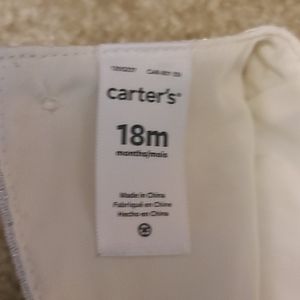 carter's
18m
months/mois
Made in China
Fabriqué en Chine
Hecho en China